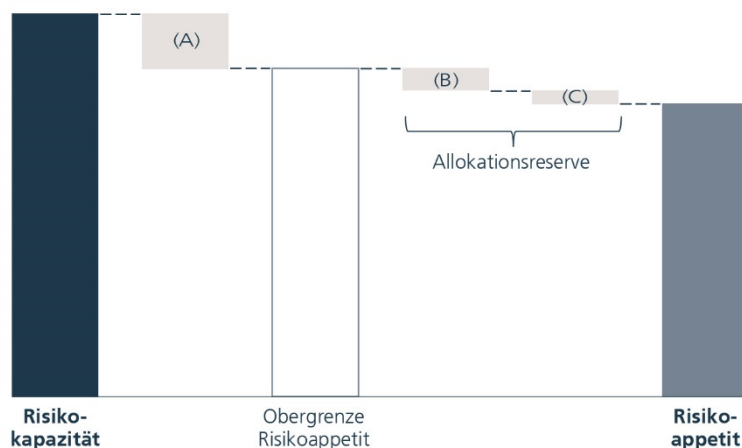 (A)
(B)
(C)
Allokationsreserve
Risiko-
kapazität
Obergrenze
Risikoappetit
Risiko-
appetit